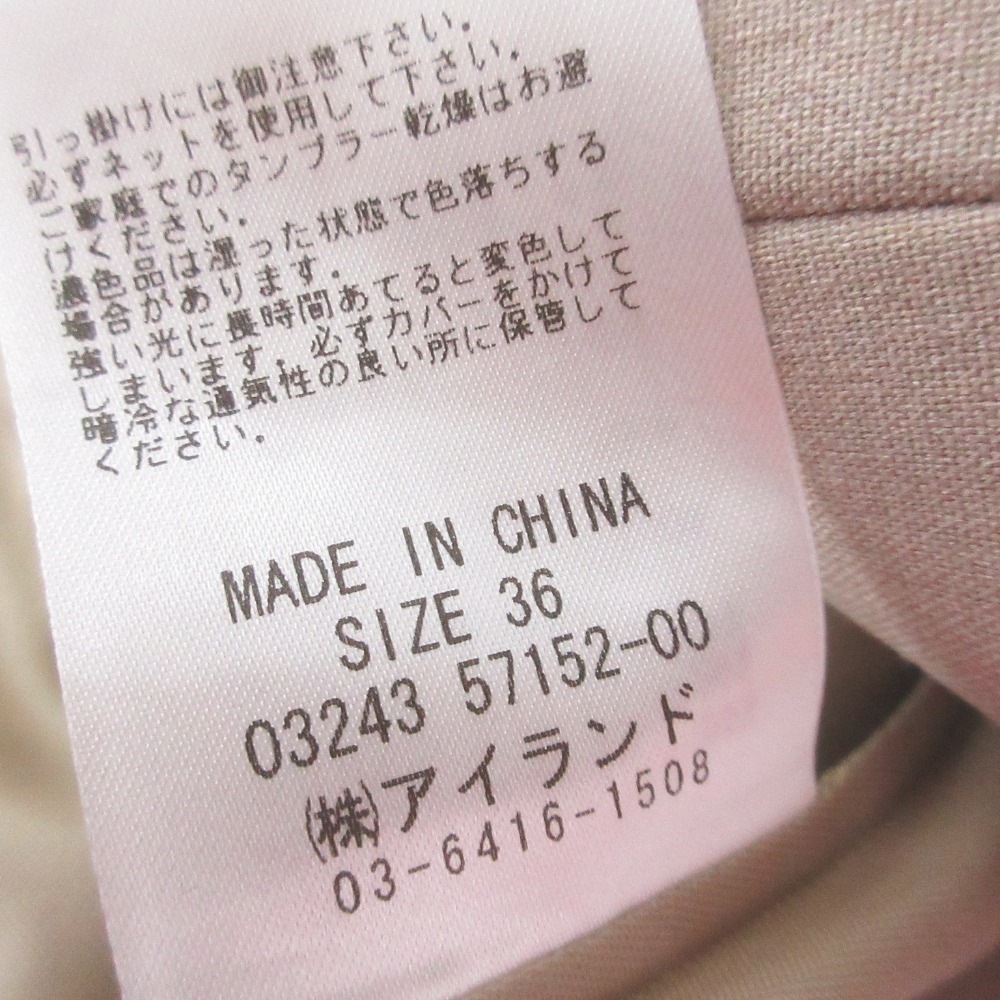 引っ掛けには御注意下さい.
必ずネットを使用して下さい.
ご家庭でのタンブラー乾燥はお避
けください.
濃色品は湿った状態で色落ちする
場合があります.
強い光に長時間あてると変色して
しまいます.必ずカバーをかけて
暗冷な通気性の良い所に保管して
ください.
MADE IN CHINA
SIZE 36
03243 57152-00
(株)アイランド
03-6416-1508